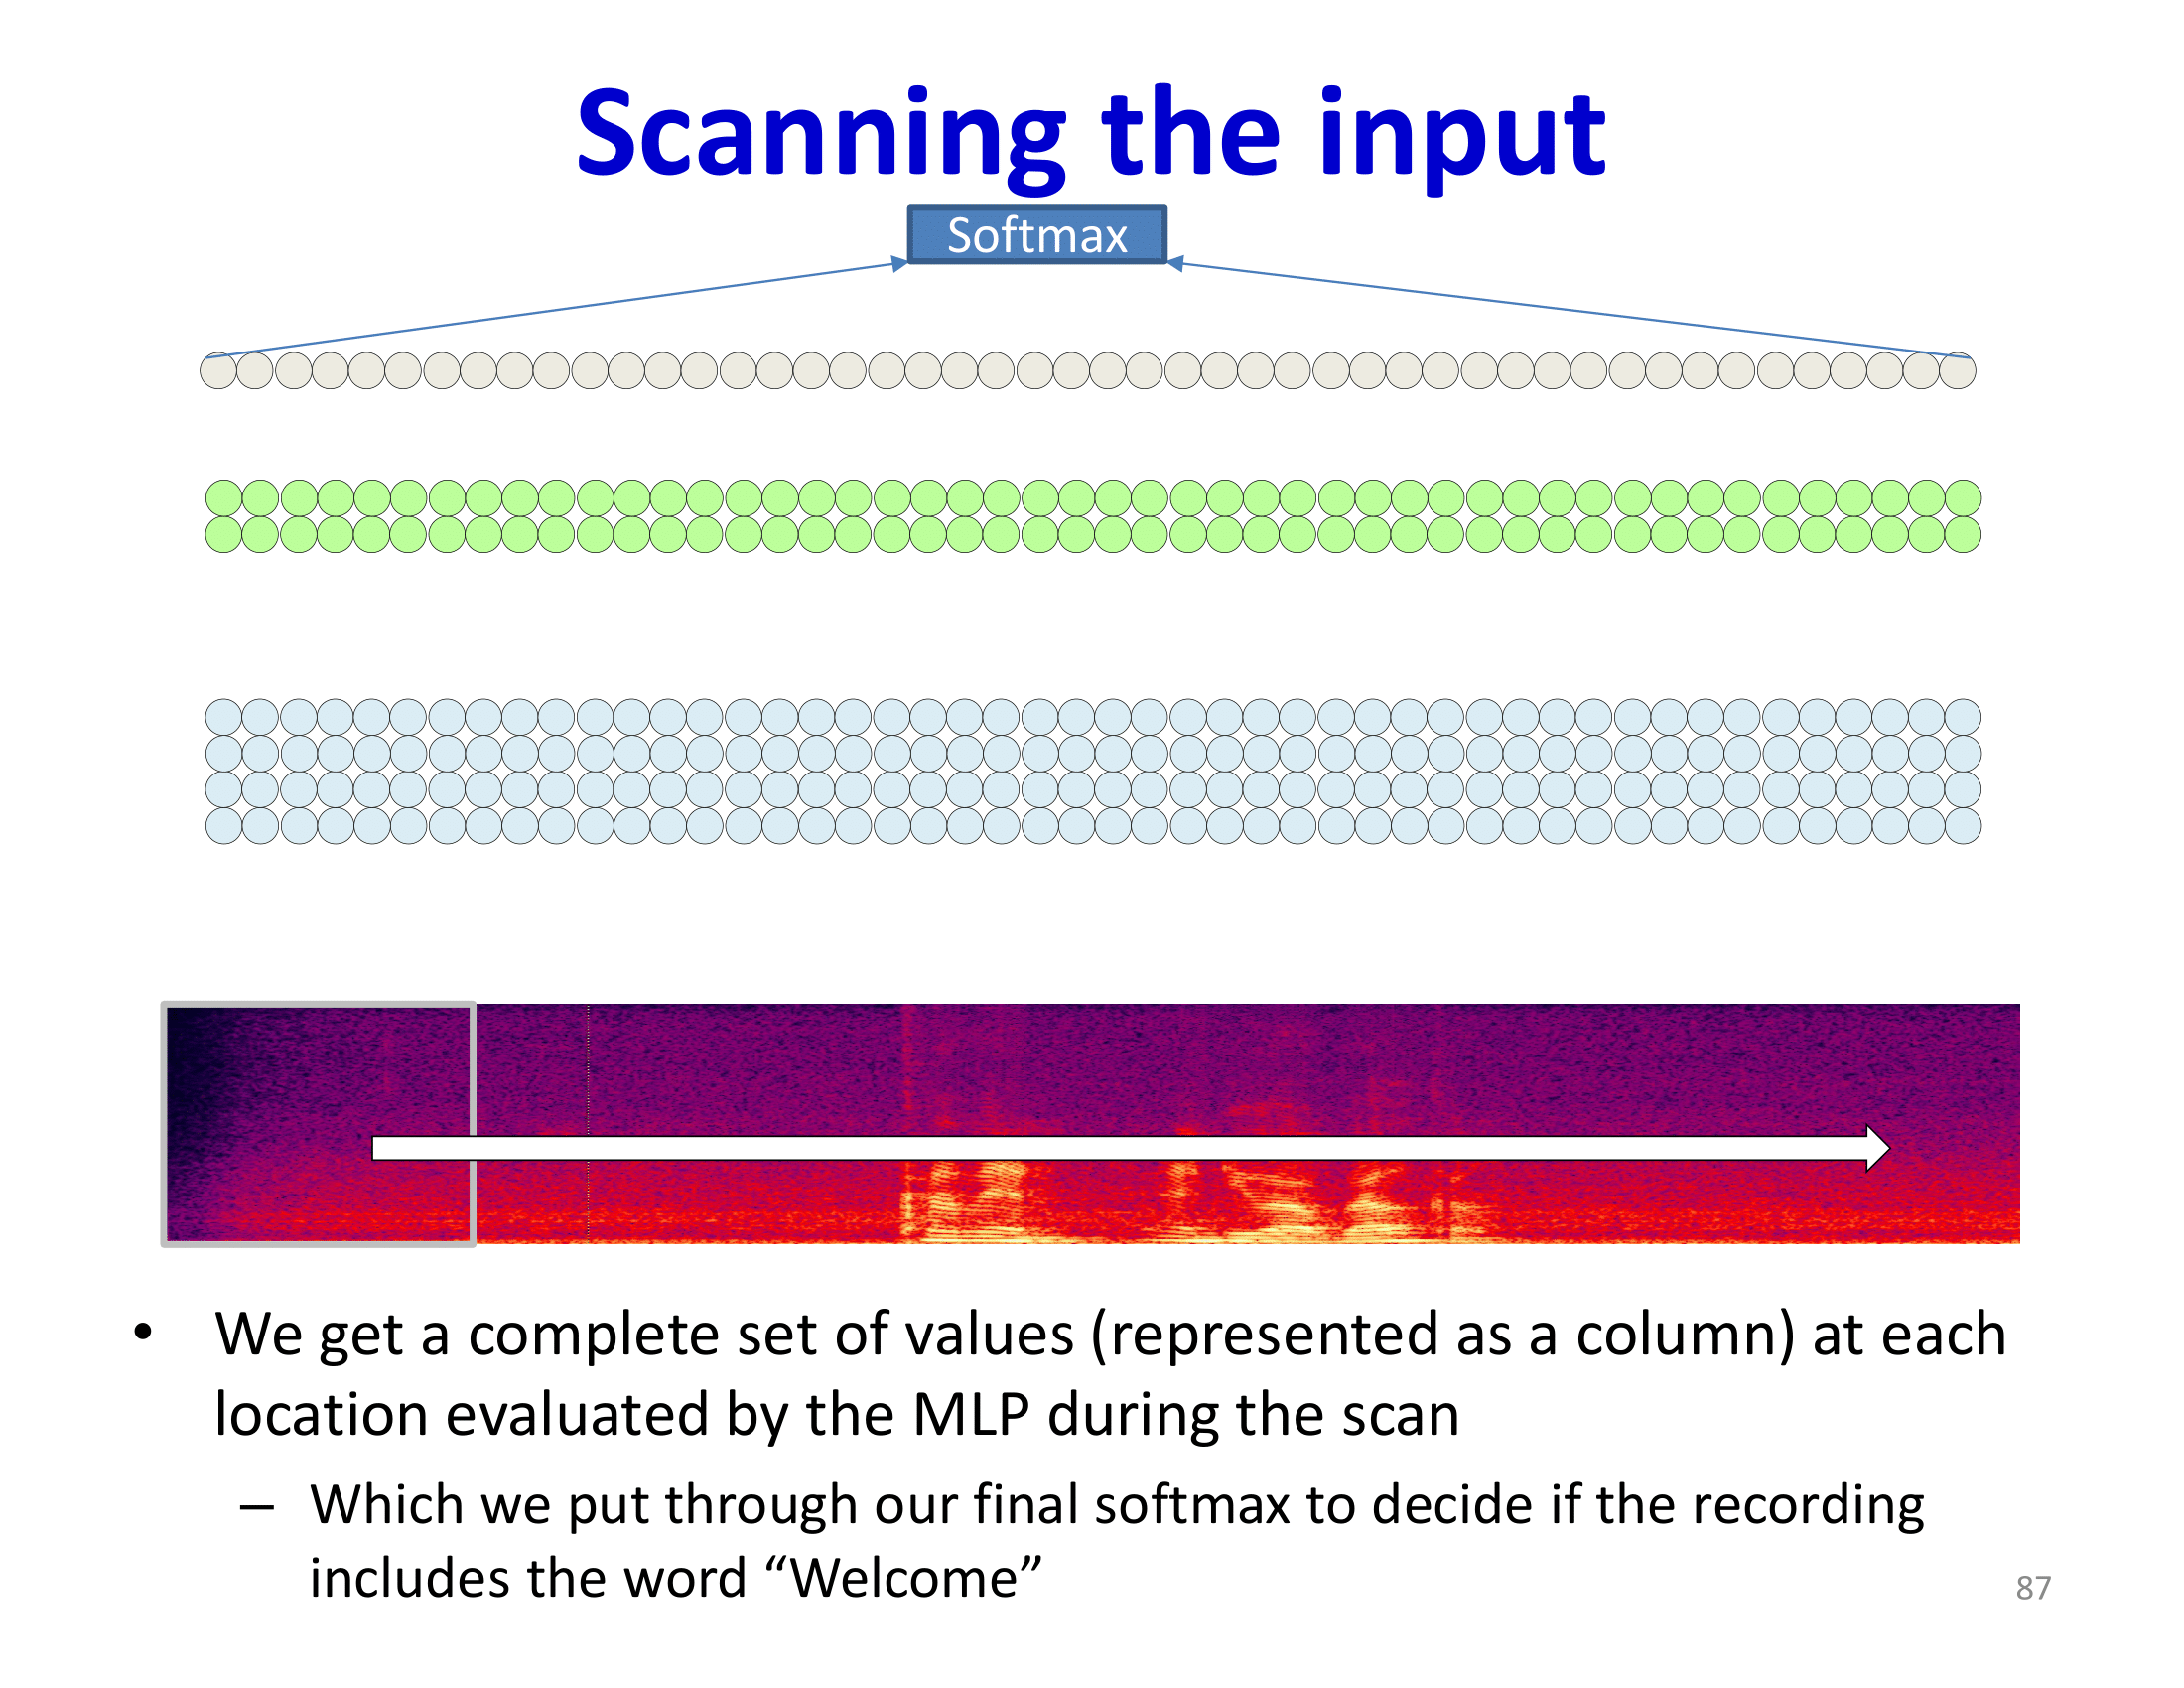 Scanning the input
Softmax
• We get a complete set of values (represented as a column) at each
location evaluated by the MLP during the scan
– Which we put through our final softmax to decide if the recording
includes the word “Welcome”
87